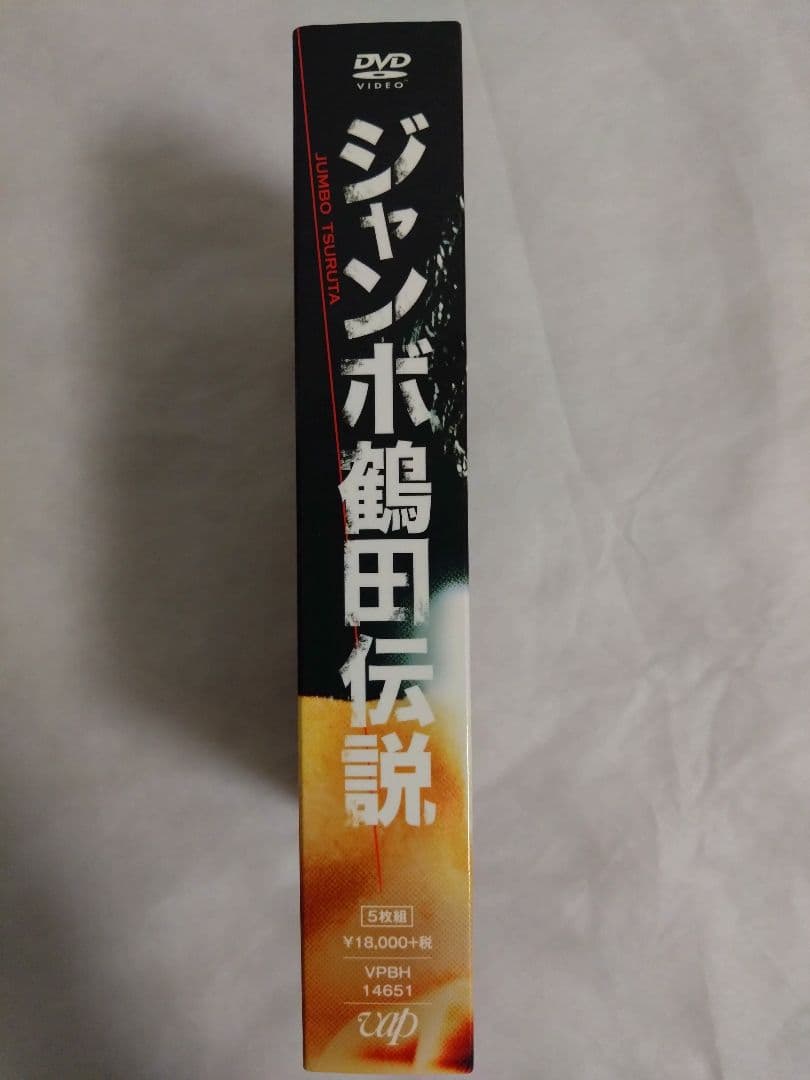 DVD
VIDEO™
ジャンボ鶴田伝説
JUMBO TSURUTA
5枚組
¥18,000+税
VPBH
14651
vap